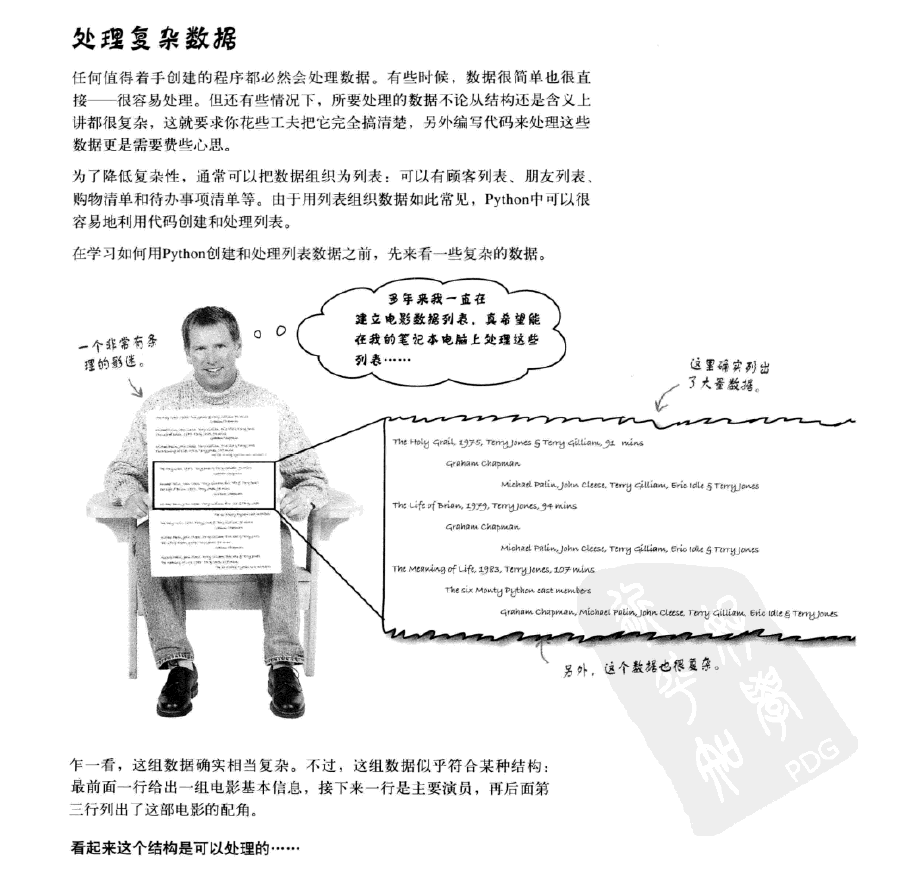 处理复杂数据
任何值得着手创建的程序都必然会处理数据。有些时候，数据很简单也很直
接——很容易处理。但还有些情况下，所要处理的数据不论从结构还是含义上
讲都很复杂，这就要求你花些工夫把它完全搞清楚，另外编写代码来处理这些
数据更是需要费些心思。
为了降低复杂性，通常可以把数据组织为列表：可以有顾客列表、朋友列表、
购物清单和待办事项清单等。由于用列表组织数据如此常见，Python中可以很
容易地利用代码创建和处理列表。
在学习如何用Python创建和处理列表数据之前，先来看一些复杂的数据。
多年来我一直在
建立电影数据列表，真希望能
在我的笔记本电脑上处理这些
列表……
一个非常有条
理的影迷。
这里确实列出
了大量数据。
The Holy Grail, 1975, Terry Jones & Terry Gilliam, 91 mins
Graham Chapman
Michael Palin, John Cleese, Terry Gilliam, Eric Idle & Terry Jones
The Life of Brian, 1979, Terry Jones, 94 mins
Graham Chapman
Michael Palin, John Cleese, Terry Gilliam, Eric Idle & Terry Jones
The Meaning of Life, 1983, Terry Jones, 107 mins
The six Monty Python cast members
Graham Chapman, Michael Palin, John Cleese, Terry Gilliam, Eric Idle & Terry Jones
另外，这个数据也很复杂。
PDG
乍一看，这组数据确实相当复杂。不过，这组数据似乎符合某种结构：
最前面一行给出一组电影基本信息，接下来一行是主要演员，再后面第
三行列出了这部电影的配角。
看起来这个结构是可以处理的……